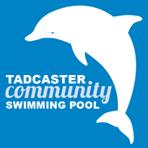 TADCASTER
community
SWIMMING POOL